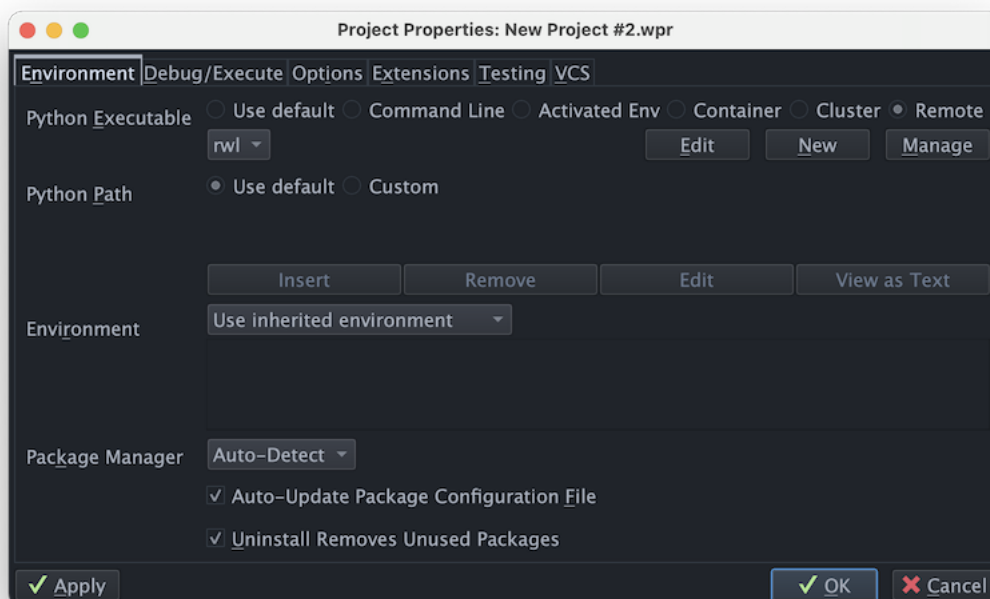 Project Properties: New Project #2.wpr
Environment Debug/Execute Options Extensions Testing VCS
Python Executable Use default Command Line Activated Env Container Cluster Remote
rwl Edit New Manage
Python Path Use default Custom
Insert Remove Edit View as Text
Environment Use inherited environment
Package Manager Auto-Detect
Auto-Update Package Configuration File
Uninstall Removes Unused Packages
Apply OK Cancel